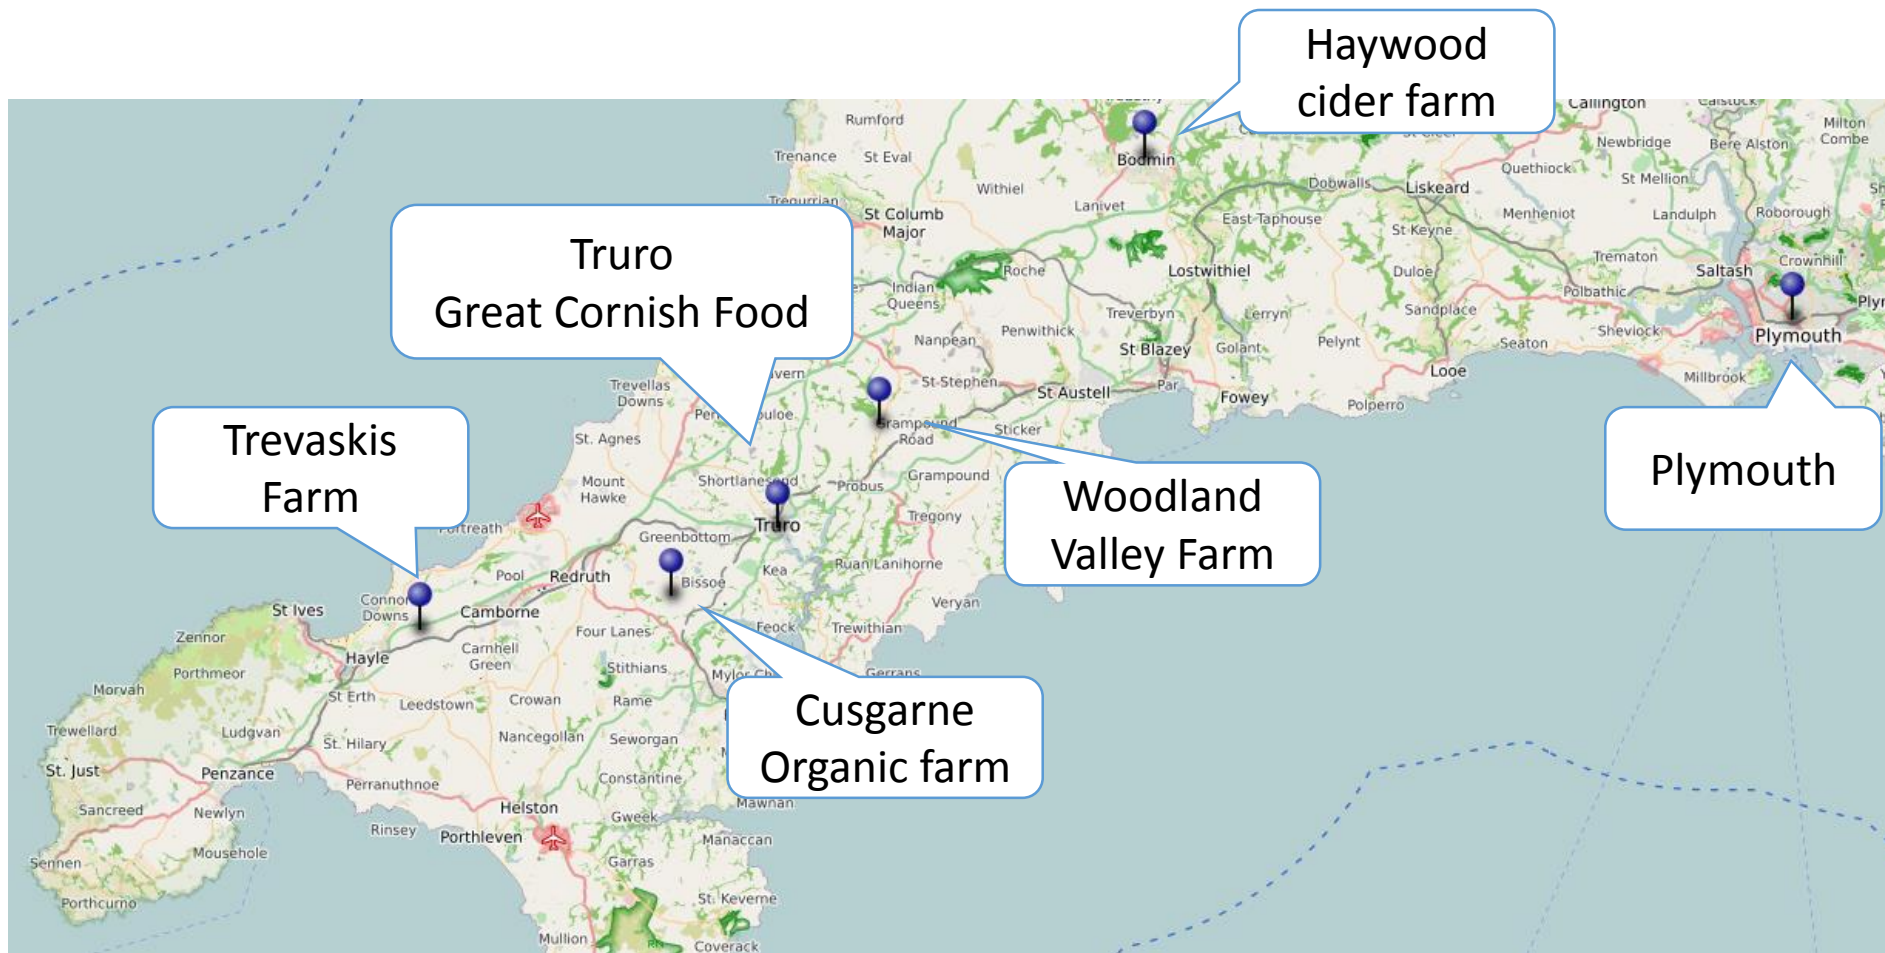 Haywood
cider farm
Truro
Great Cornish Food
Trevaskis
Farm
Woodland
Valley Farm
Plymouth
Cusgarne
Organic farm
Callington
Rumford
Milton
Combe
Trenance
St Eval
Bodmin
Newbridge
Bere Alston
Quethiock
St Mellion
Dobwalls
Liskeard
Withiel
Lanivet
St Columb
Major
East Taphouse
Menheniot
Landulph
Roborough
St Keyne
Roche
Lostwithiel
Duloe
Trematon
Saltash
Crownhill
Indian
Queens
Polbathic
Treverbyn
Lerryn
Sandplace
Penwithick
Sheviock
Plymouth
Nanpean
St Blazey
Golant
Pelynt
Seaton
Looe
Millbrook
Trevellas
Downs
St-Stephen
St Austell
Par
Fowey
Polperro
St. Agnes
Grampound
Road
Sticker
Mount
Hawke
Shortlanesend
Probus
Grampound
Tregony
Truro
Greenbottom
Pool
Redruth
Bissoe
Kea
Ruan Lanihorne
St Ives
Connor
Downs
Camborne
Veryan
Zennor
Four Lanes
Feock
Trewithian
Hayle
Carnhell
Green
Porthmeor
Stithians
Gerrans
Morvah
St Erth
Leedstown
Crowan
Rame
Trewellard
Ludgvan
St. Hilary
Nancegollan
Seworgan
St. Just
Penzance
Perranuthnoe
Constantine
Mawnan
Sancreed
Newlyn
Helston
Gweek
Rinsey
Porthleven
Manaccan
Sennen
Mousehole
Garras
Porthcurno
St. Keverne
Mullion
Coverack